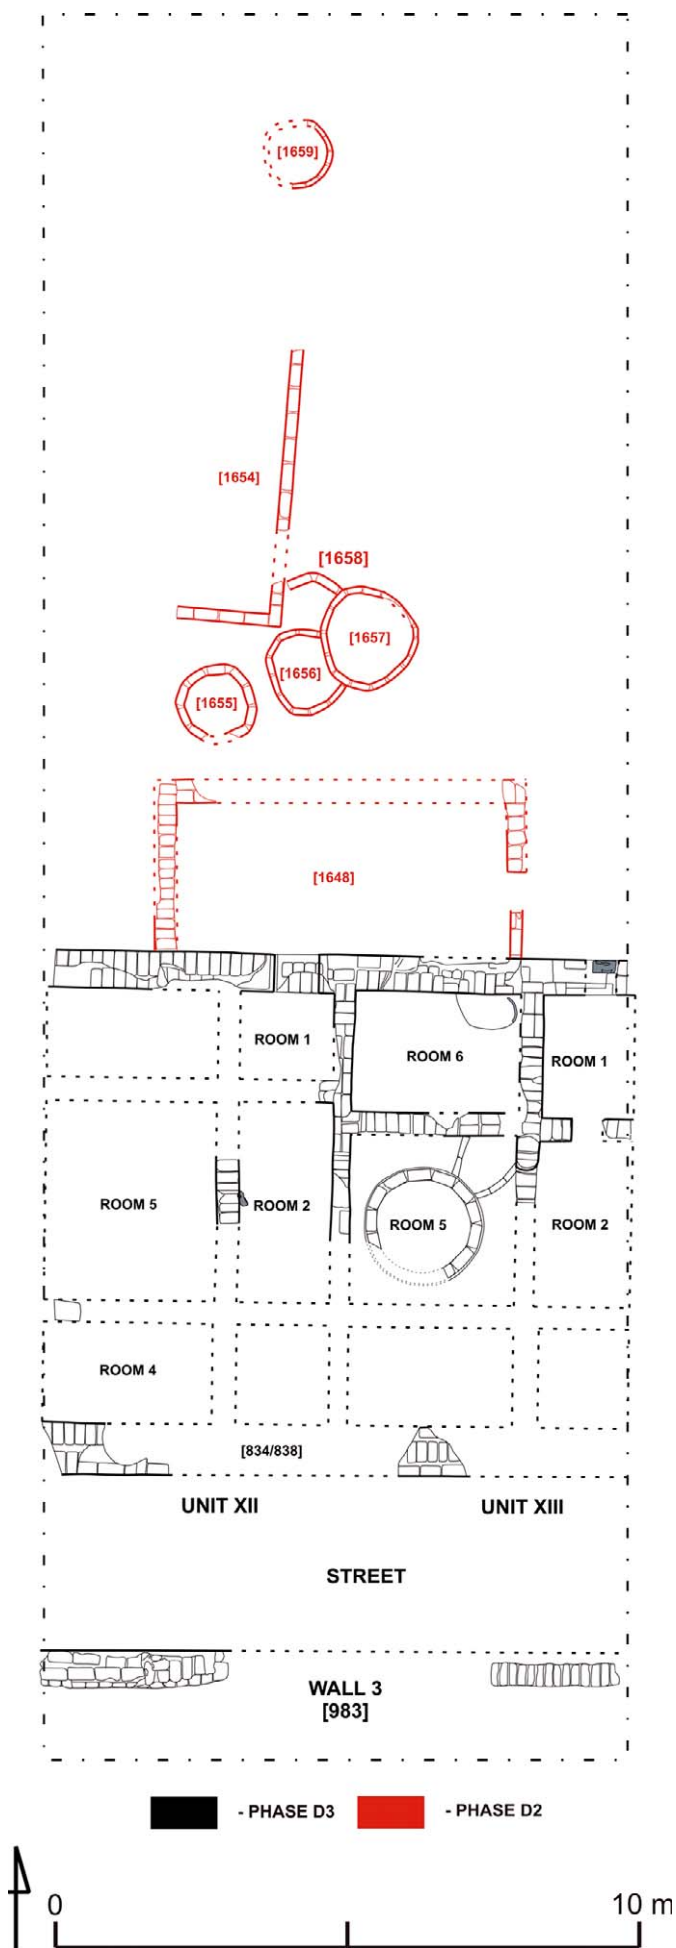 [1659]
[1654]
[1658]
[1657]
[1656]
[1655]
[1648]
ROOM 1
ROOM 6
ROOM 1
ROOM 5
ROOM 2
ROOM 5
ROOM 2
ROOM 4
[834/838]
UNIT XII
UNIT XIII
STREET
WALL 3
[983]
- PHASE D3
- PHASE D2
0
10 m